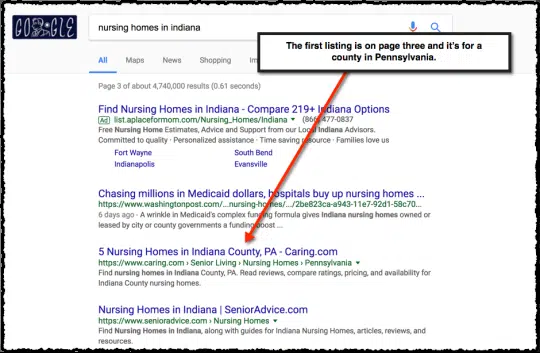 GOOGLE
nursing homes in indiana
The first listing is on page three and it's for a
county in Pennsylvania.
All Maps News Shopping
Page 3 of about 4,740,000 results (0.61 seconds)
Find Nursing Homes in Indiana - Compare 219+ Indiana Options
Ad list.aplaceformom.com/Nursing_Homes/Indiana (866) 477-0837
Free Nursing Home Estimates, Advice and Support from our Local Indiana Advisors.
Committed to quality · Personalized assistance · Time saving resource · Families love us
Fort Wayne South Bend
Indianapolis Evansville
Chasing millions in Medicaid dollars, hospitals buy up nursing homes ...
https://www.washingtonpost.com/...nursing-homes/.../2be823ca-a943-11e7-92d1-58c70...
6 days ago - A wrinkle in Medicaid's complex funding formula gives Indiana nursing homes owned or
leased by city or county governments a funding boost ...
5 Nursing Homes in Indiana County, PA - Caring.com
https://www.caring.com › Senior Living › Nursing Homes › Pennsylvania
Find nursing homes in Indiana County, PA. Read reviews, compare ratings, pricing, and availability for
Indiana County nursing homes.
Nursing Homes in Indiana | SeniorAdvice.com
https://www.senioradvice.com › Nursing Homes
Find Nursing Homes in Indiana, along with guides for Indiana Nursing Homes, articles, reviews, and
resources.